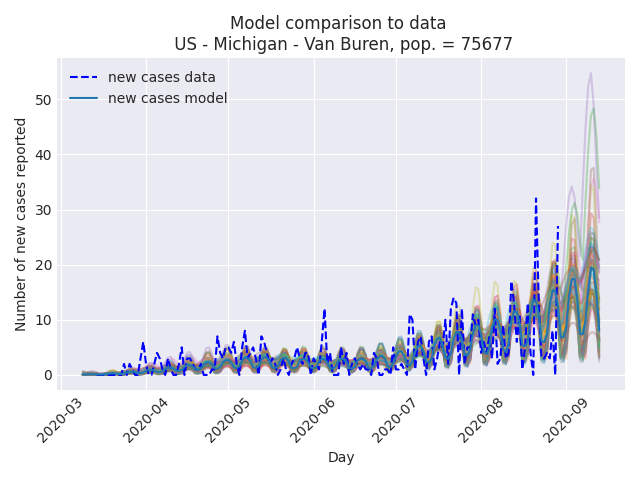 Model comparison to data
US - Michigan - Van Buren, pop. = 75677
new cases data
new cases model
Number of new cases reported
50
40
30
20
10
0
2020-03
2020-04
2020-05
2020-06
2020-07
2020-08
2020-09
Day